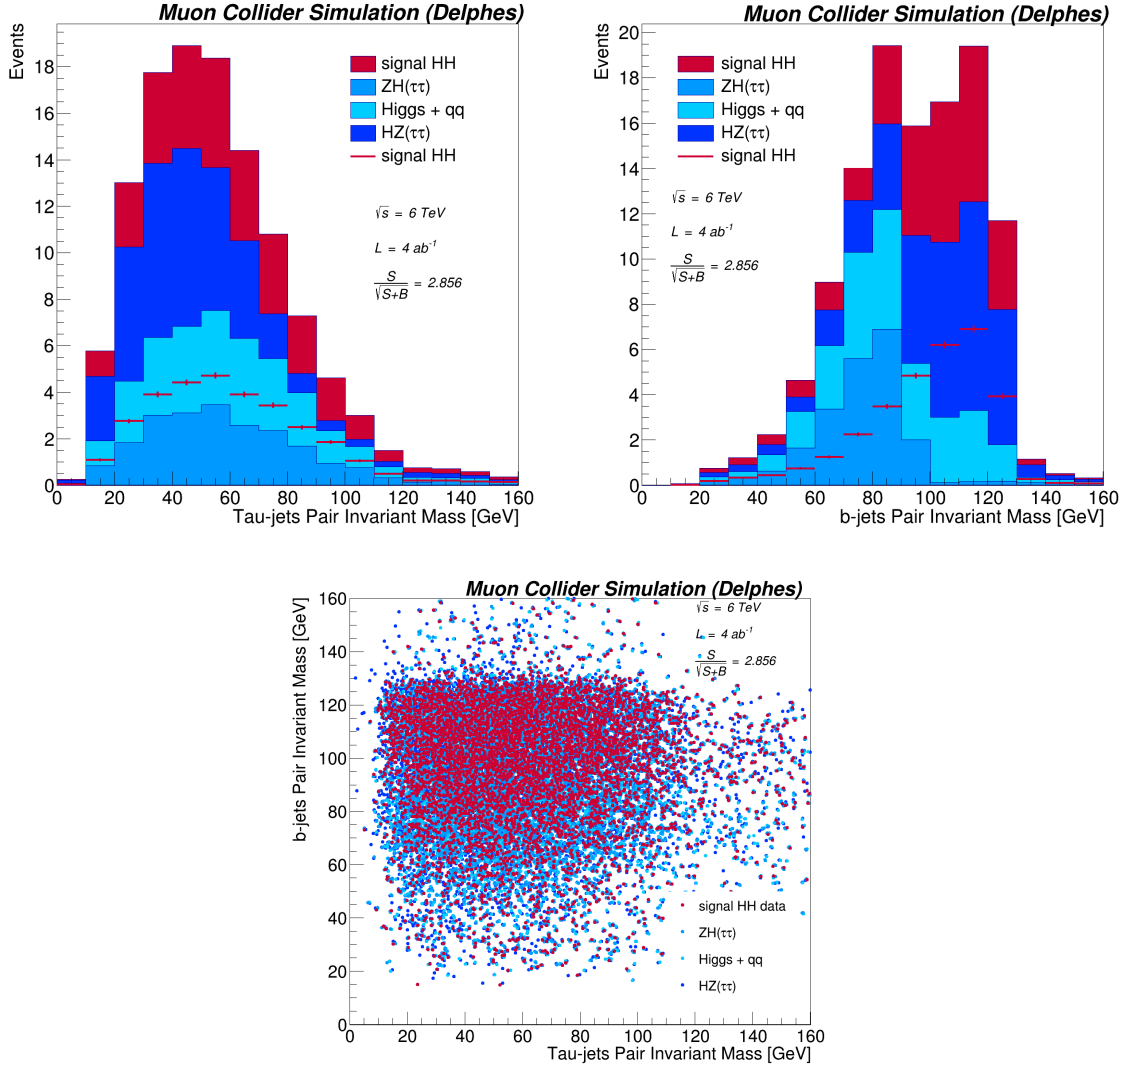 Muon Collider Simulation (Delphes)
Events
18
16
14
12
10
8
6
4
2
0
signal HH
ZH(ττ)
Higgs + qq
HZ(ττ)
signal HH
√s = 6 TeV
L = 4 ab⁻¹
S/√S+B = 2.856
0 20 40 60 80 100 120 140 160
Tau-jets Pair Invariant Mass [GeV]
Muon Collider Simulation (Delphes)
Events
20
18
16
14
12
10
8
6
4
2
0
signal HH
ZH(ττ)
Higgs + qq
HZ(ττ)
signal HH
√s = 6 TeV
L = 4 ab⁻¹
S/√S+B = 2.856
0 20 40 60 80 100 120 140 160
b-jets Pair Invariant Mass [GeV]
Muon Collider Simulation (Delphes)
b-jets Pair Invariant Mass [GeV]
160
140
120
100
80
60
40
20
0
√s = 6 TeV
L = 4 ab⁻¹
S/√S+B = 2.856
signal HH data
ZH(ττ)
Higgs + qq
HZ(ττ)
0 20 40 60 80 100 120 140 160
Tau-jets Pair Invariant Mass [GeV]